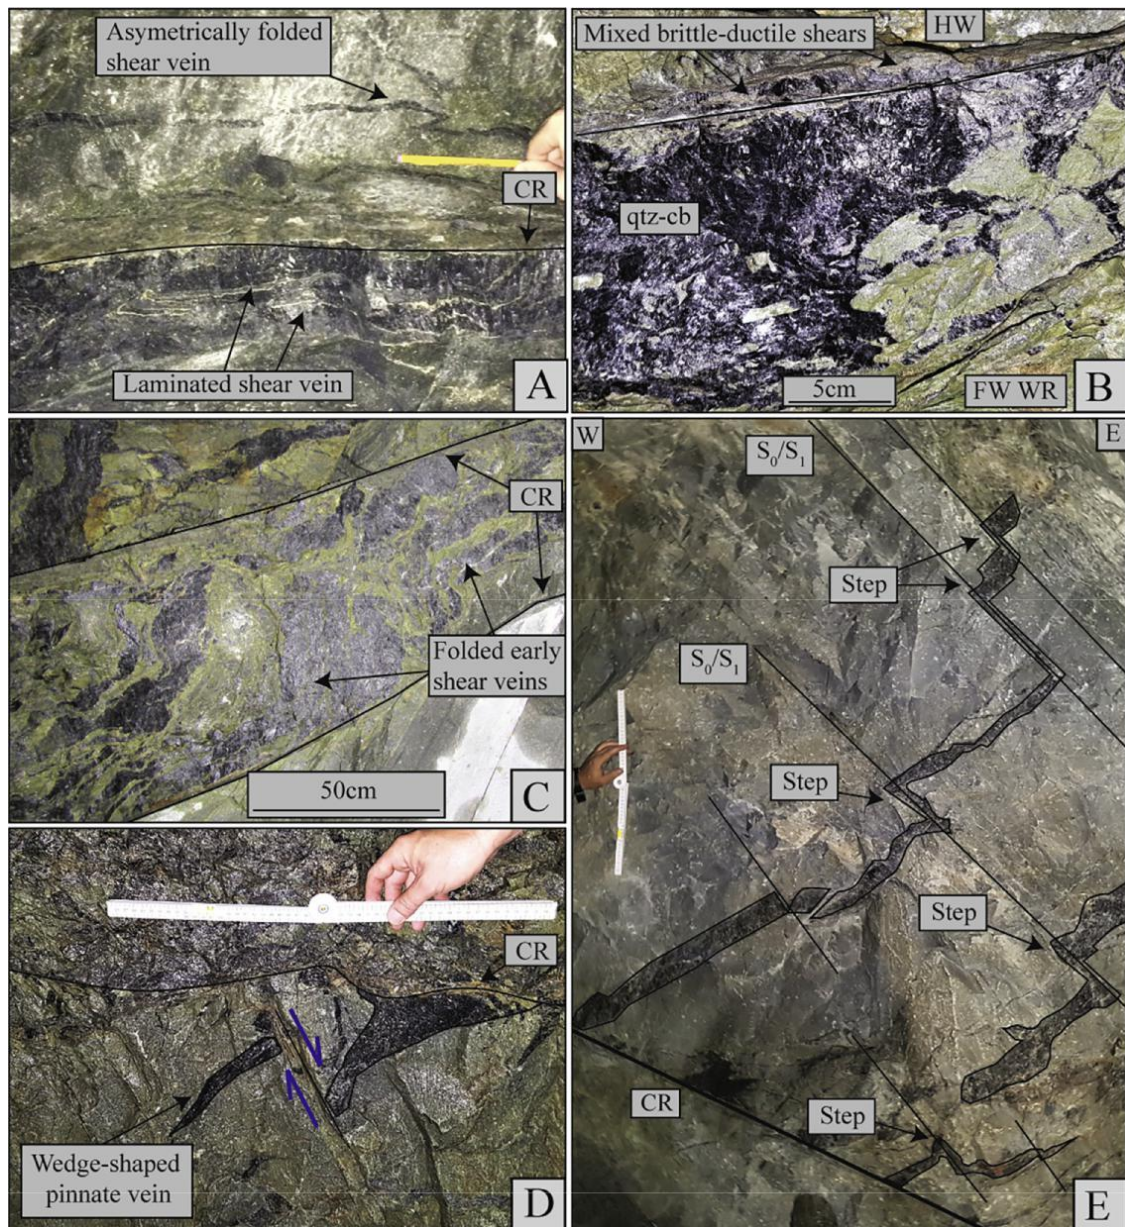 Asymetrically folded
shear vein
CR
Laminated shear vein
A
Mixed brittle-ductile shears
HW
qtz-cb
5cm
FW WR
B
CR
Folded early
shear veins
50cm
C
CR
Wedge-shaped
pinnate vein
D
W
S₀/S₁
E
Step
S₀/S₁
Step
Step
CR
Step
E